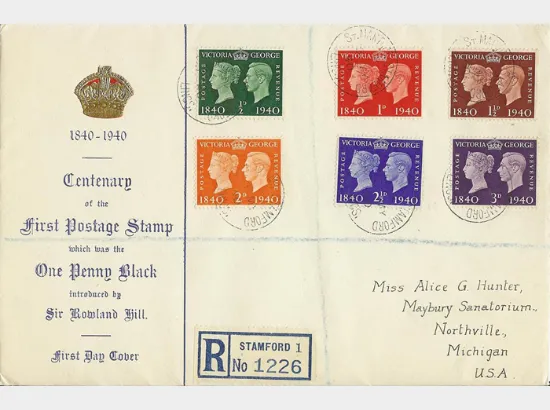 1840-1940
Centenary
of the
First Postage Stamp
which was the
One Penny Black
introduced by
Sir Rowland Hill.
First Day Cover
VICTORIA GEORGE
POSTAGE
REVENUE
1840 ½D 1940
VICTORIA GEORGE
POSTAGE
REVENUE
1840 1D 1940
VICTORIA GEORGE
POSTAGE
REVENUE
1840 1½D 1940
VICTORIA GEORGE
POSTAGE
REVENUE
1840 2D 1940
VICTORIA GEORGE
POSTAGE
REVENUE
1840 2½D 1940
VICTORIA GEORGE
POSTAGE
REVENUE
1840 3D 1940
STAMFORD
Miss Alice G. Hunter,
Maybury Sanatorium.,
Northville,
Michigan
U.S.A.
R
STAMFORD 1
No 1226